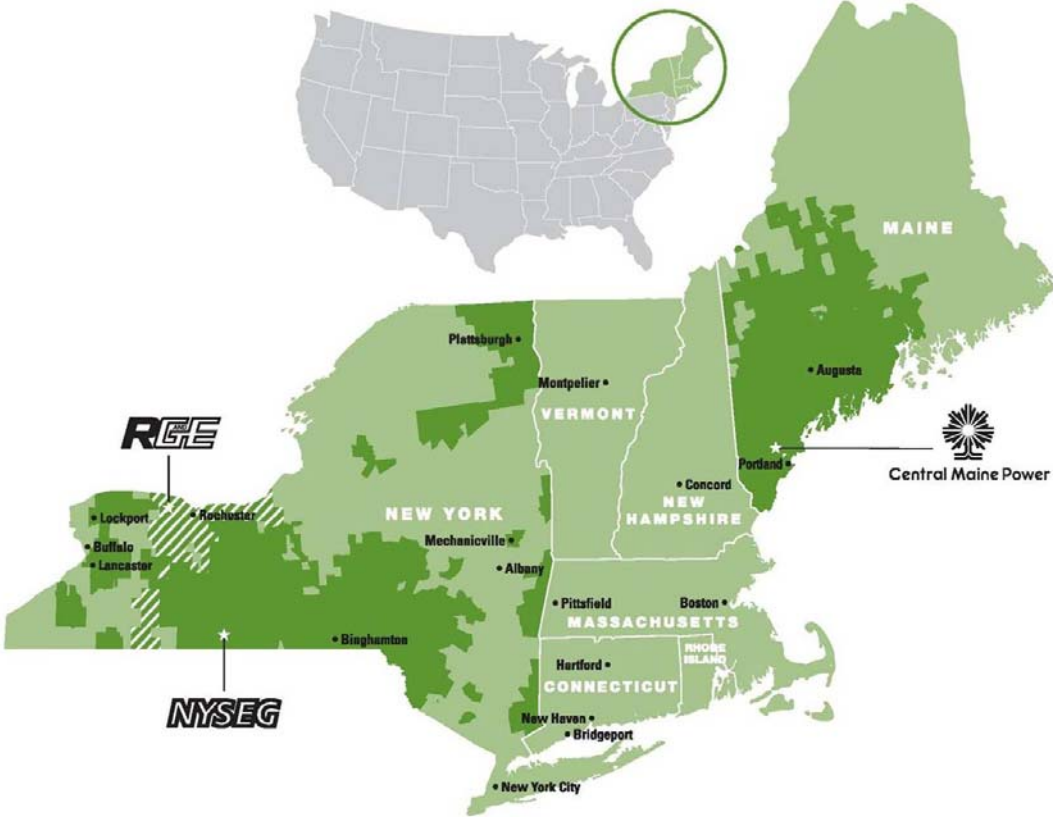 MAINE
Plattsburgh
Augusta
Montpelier
VERMONT
RG&E
Central Maine Power
Portland
Concord
NEW
HAMPSHIRE
Lockport
Rochester
NEW YORK
Mechanicville
Buffalo
Lancaster
Albany
Pittsfield
Boston
MASSACHUSETTS
Binghamton
RHODE
ISLAND
Hartford
CONNECTICUT
NYSEG
New Haven
Bridgeport
New York City